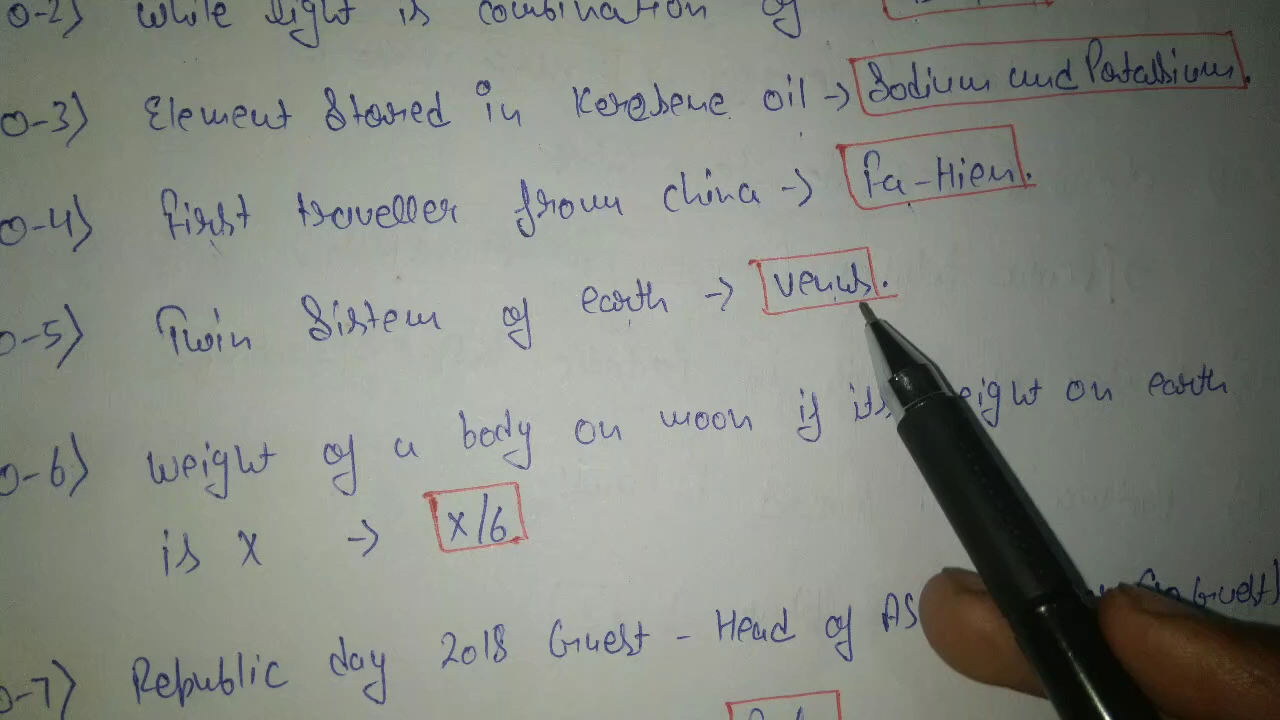 Q-2) White light is combination of
Q-3) Element Stored in Kerosene oil → Sodium and Potassium.
Q-4) First traveller from china → Fa-Hien.
Q-5) Twin Sistem of earth → Venus.
Q-6) Weight of a body on moon if its weight on earth
is X → X/6
Q-7) Republic day 2018 Guest - Head of AS